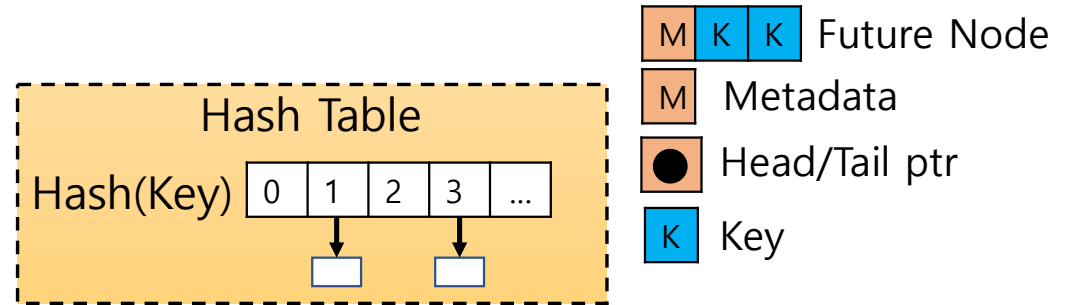 Hash Table
Hash(Key) 0 1 2 3 ...
M K K Future Node
M Metadata
Head/Tail ptr
K Key